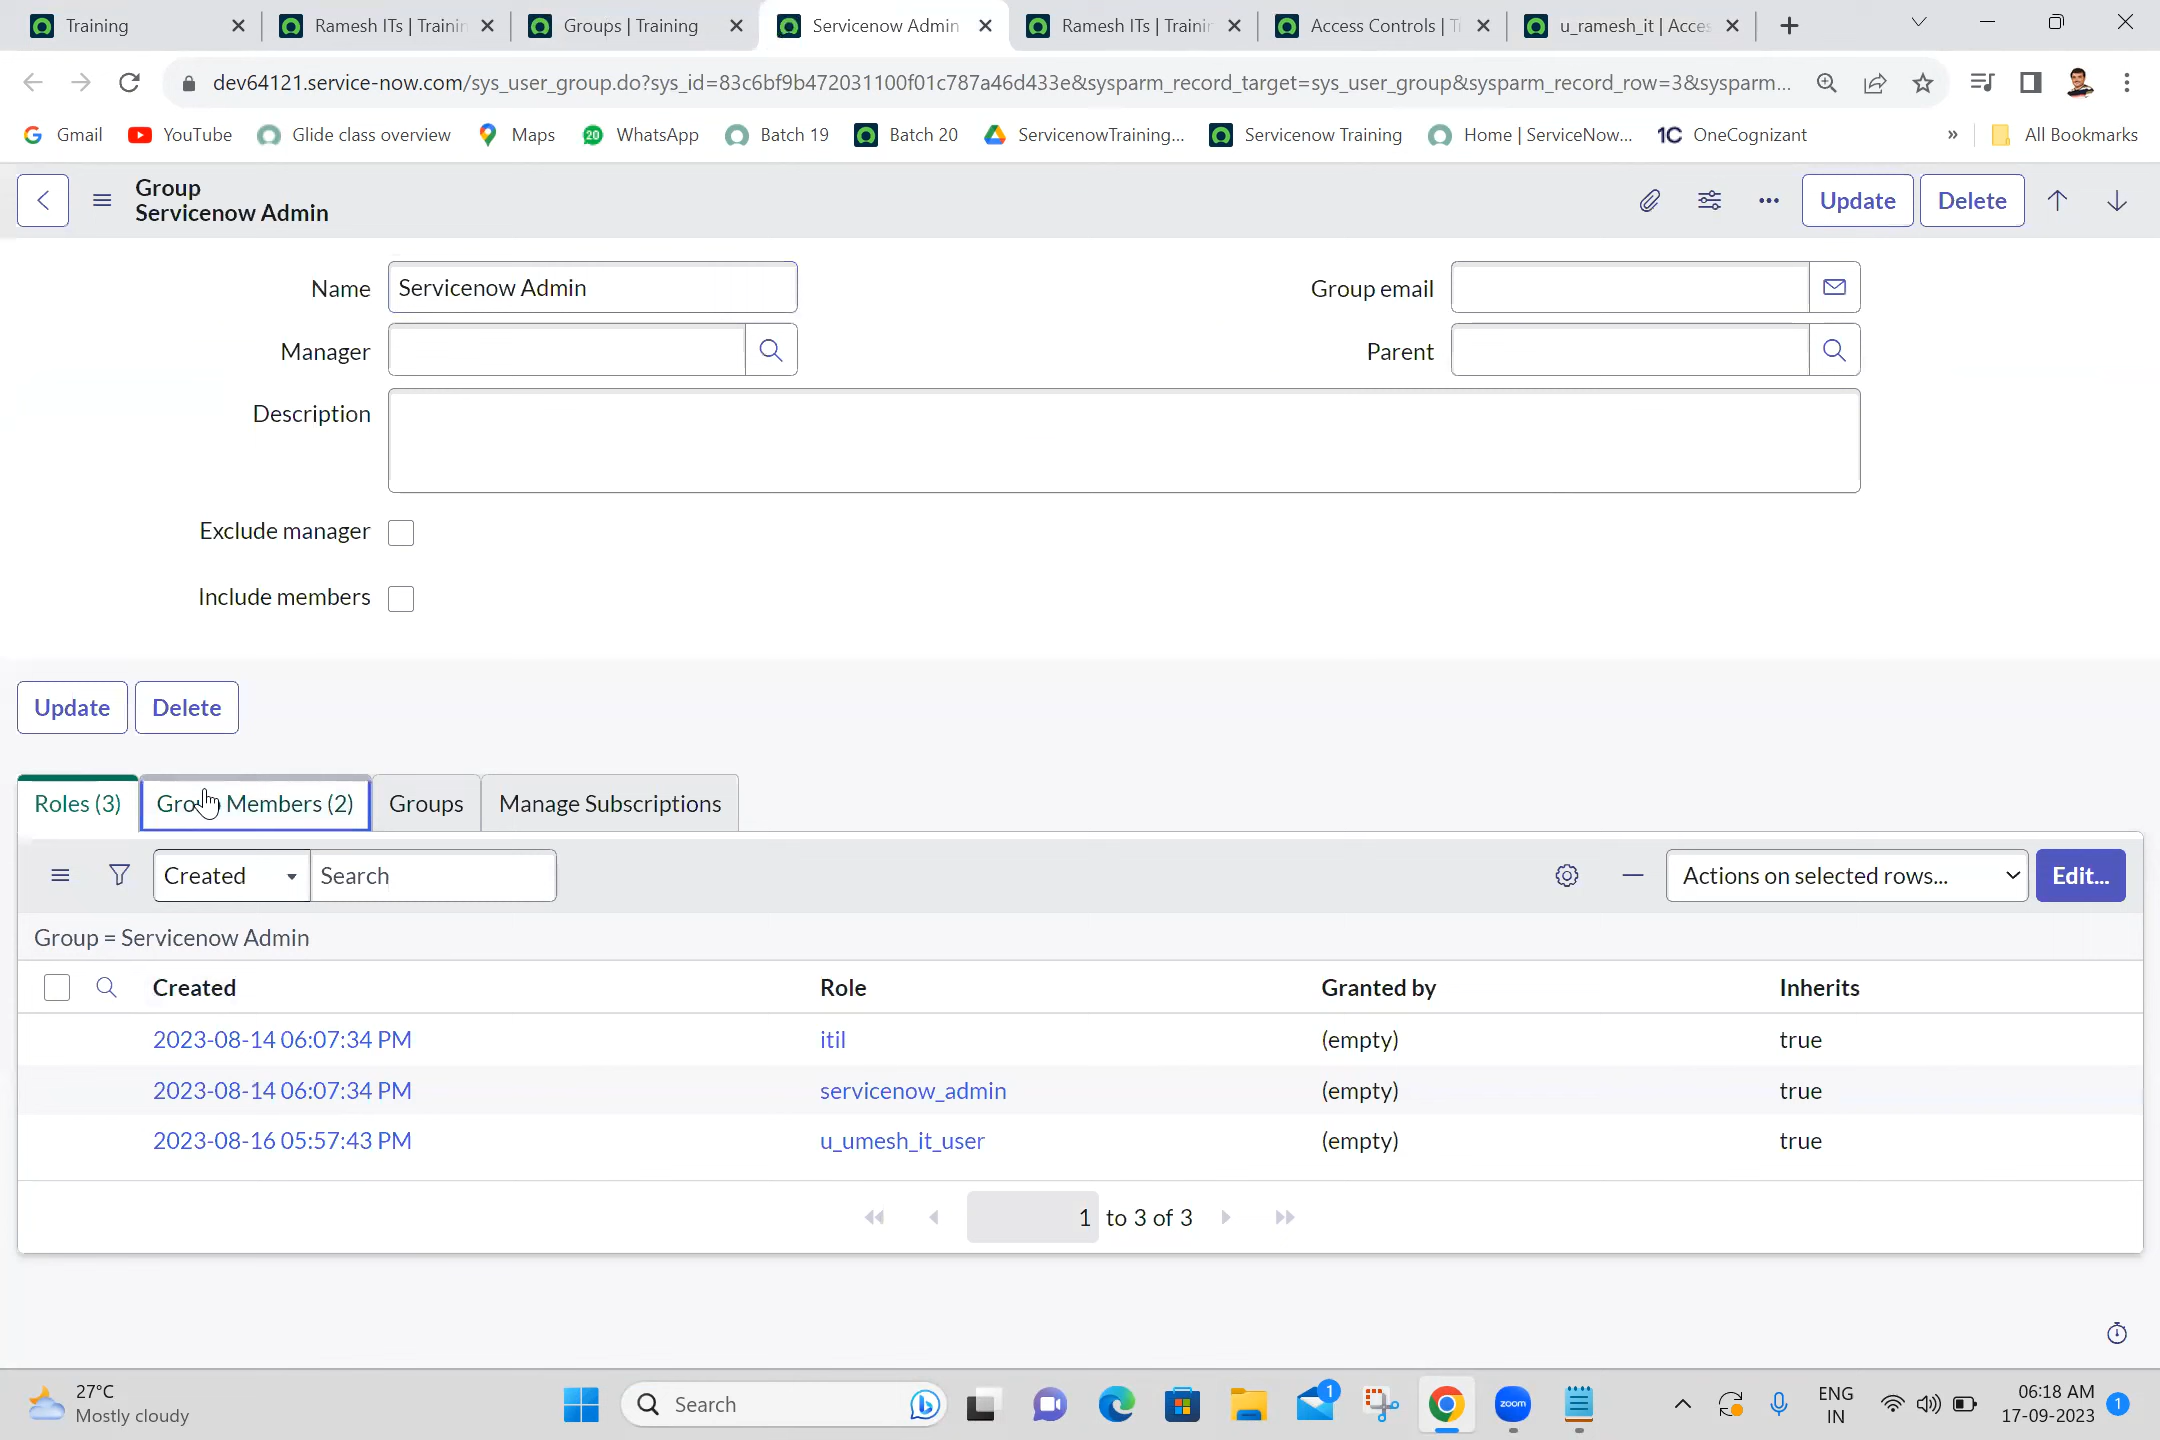 Training
Ramesh ITs | Trainin
Groups | Training
Servicenow Admin
Ramesh ITs | Trainin
Access Controls | T
u_ramesh_it | Acces
dev64121.service-now.com/sys_user_group.do?sys_id=83c6bf9b472031100f01c787a46d433e&sysparm_record_target=sys_user_group&sysparm_record_row=3&sysparm...
Gmail
YouTube
Glide class overview
Maps
20
WhatsApp
Batch 19
Batch 20
ServicenowTraining...
Servicenow Training
Home | ServiceNow...
1C OneCognizant
»
All Bookmarks
Group
Servicenow Admin
Update
Delete
Name
Servicenow Admin
Group email
Manager
Parent
Description
Exclude manager
Include members
Update
Delete
Roles (3)
Members (2)
Groups
Manage Subscriptions
Created
Search
Actions on selected rows...
Edit...
Group = Servicenow Admin
Created Role Granted by Inherits
2023-08-14 06:07:34 PM itil (empty) true
2023-08-14 06:07:34 PM servicenow_admin (empty) true
2023-08-16 05:57:43 PM u_umesh_it_user (empty) true
1 to 3 of 3
27°C
Mostly cloudy
Search
1
zoom
ENG
IN
06:18 AM
17-09-2023
1